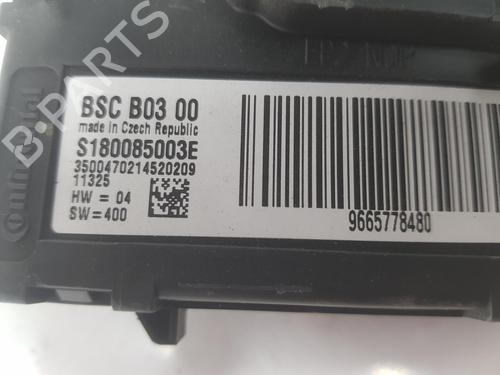 BSC B03 00
made in Czech Republic
S180085003E
3500470214520209
11325
HW = 04
SW=400
9665778480
B-PARTS